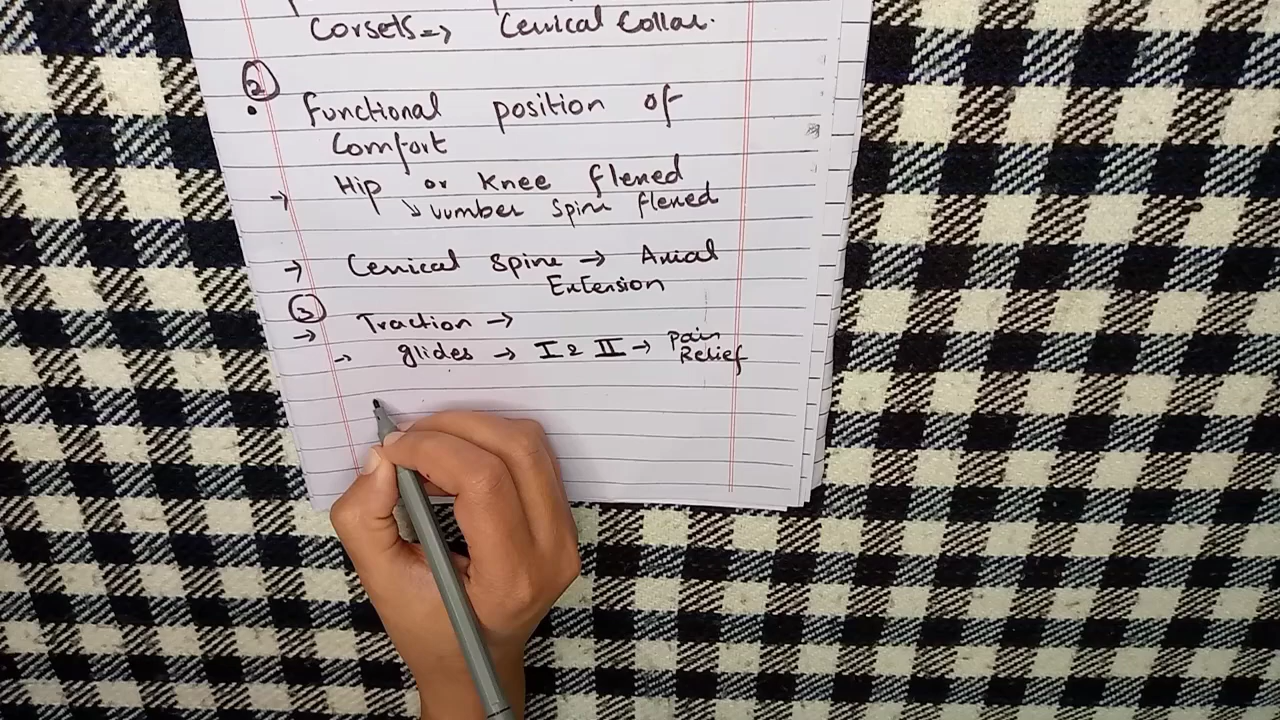 Corsets => Cervical Collar.
②
• Functional position of
Comfort
→ Hip or Knee flexed
↘ Lumber Spine flexed
→ Cervical Spine → Axial
Extension
③
→ Traction →
→ glides → I & II → Pain
Relief